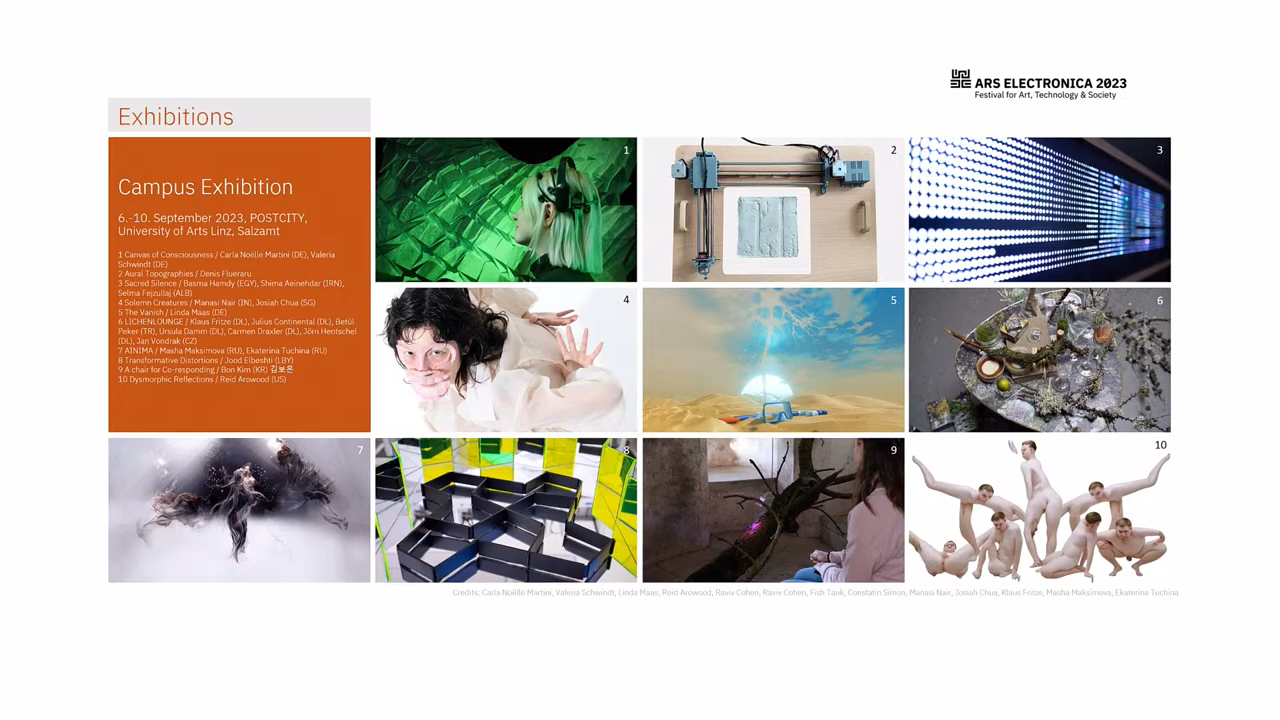 ARS ELECTRONICA 2023
Festival for Art, Technology & Society
Exhibitions
Campus Exhibition
6.-10. September 2023, POSTCITY,
University of Arts Linz, Salzamt
1 Canvas of Consciousness / Carla Noëlle Martini (DE), Valeria
Schwindt (DE)
2 Aural Topographies / Denis Flueraru
3 Sacred Silence / Basma Hamdy (EGY), Shima Aeinehdar (IRN),
Selma Fejzullaj (ALB)
4 Solemn Creatures / Manasi Nair (IN), Josiah Chua (SG)
5 The Vanish / Linda Maas (DE)
6 LICHENLOUNGE / Klaus Fritze (DL), Julius Continental (DL), Betül
Peker (TR), Ursula Damm (DL), Carmen Draxler (DL), Jörn Hentschel
(DL), Jan Vondrak (CZ)
7 AINIMA / Masha Maksimova (RU), Ekaterina Tuchina (RU)
8 Transformative Distortions / Jood Elbeshti (LBY)
9 A chair for Co-responding / Bon Kim (KR) 김보은
10 Dysmorphic Reflections / Reid Arowood (US)
1
2
3
4
5
6
7
8
9
10
Credits: Carla Noëlle Martini, Valeria Schwindt, Linda Maas, Reid Arowood, Raviv Cohen, Raviv Cohen, Fish Tank, Constatin Simon, Manasi Nair, Josiah Chua, Klaus Fritze, Masha Maksimova, Ekaterina Tuchina